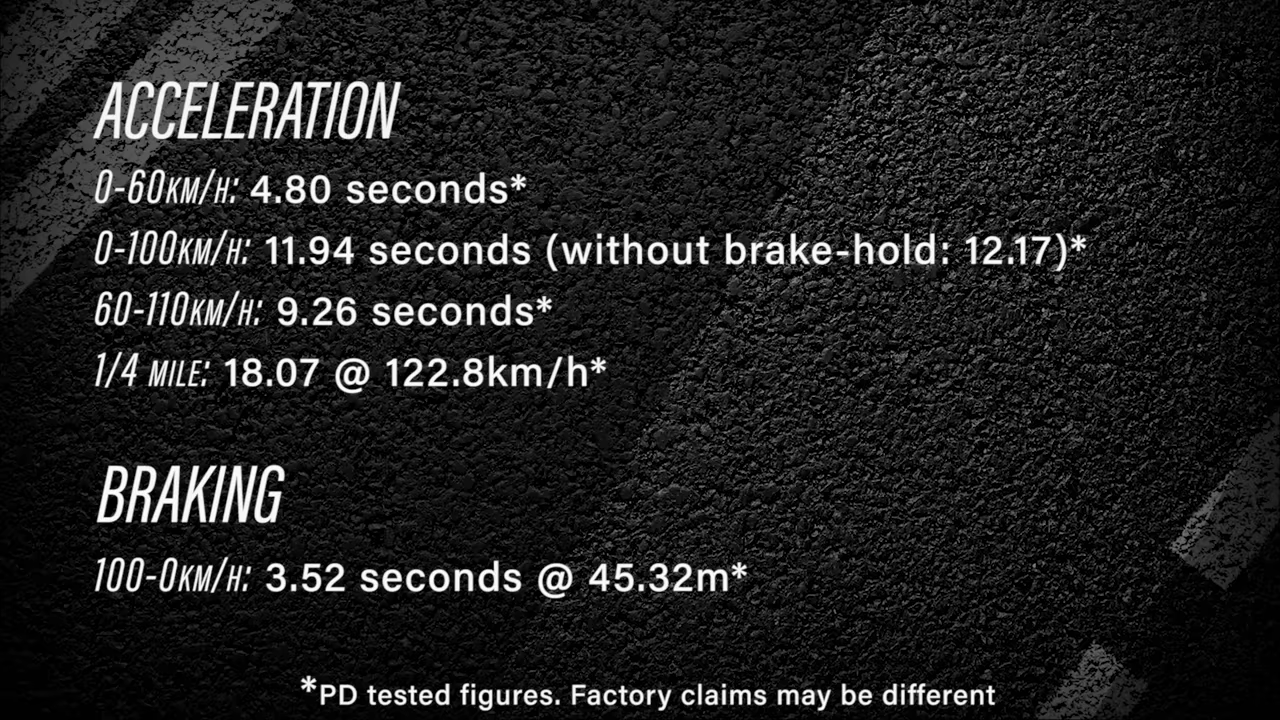 ACCELERATION
0-60KM/H: 4.80 seconds*
0-100KM/H: 11.94 seconds (without brake-hold: 12.17)*
60-110KM/H: 9.26 seconds*
1/4 MILE: 18.07 @ 122.8km/h*
BRAKING
100-0KM/H: 3.52 seconds @ 45.32m*
*PD tested figures. Factory claims may be different